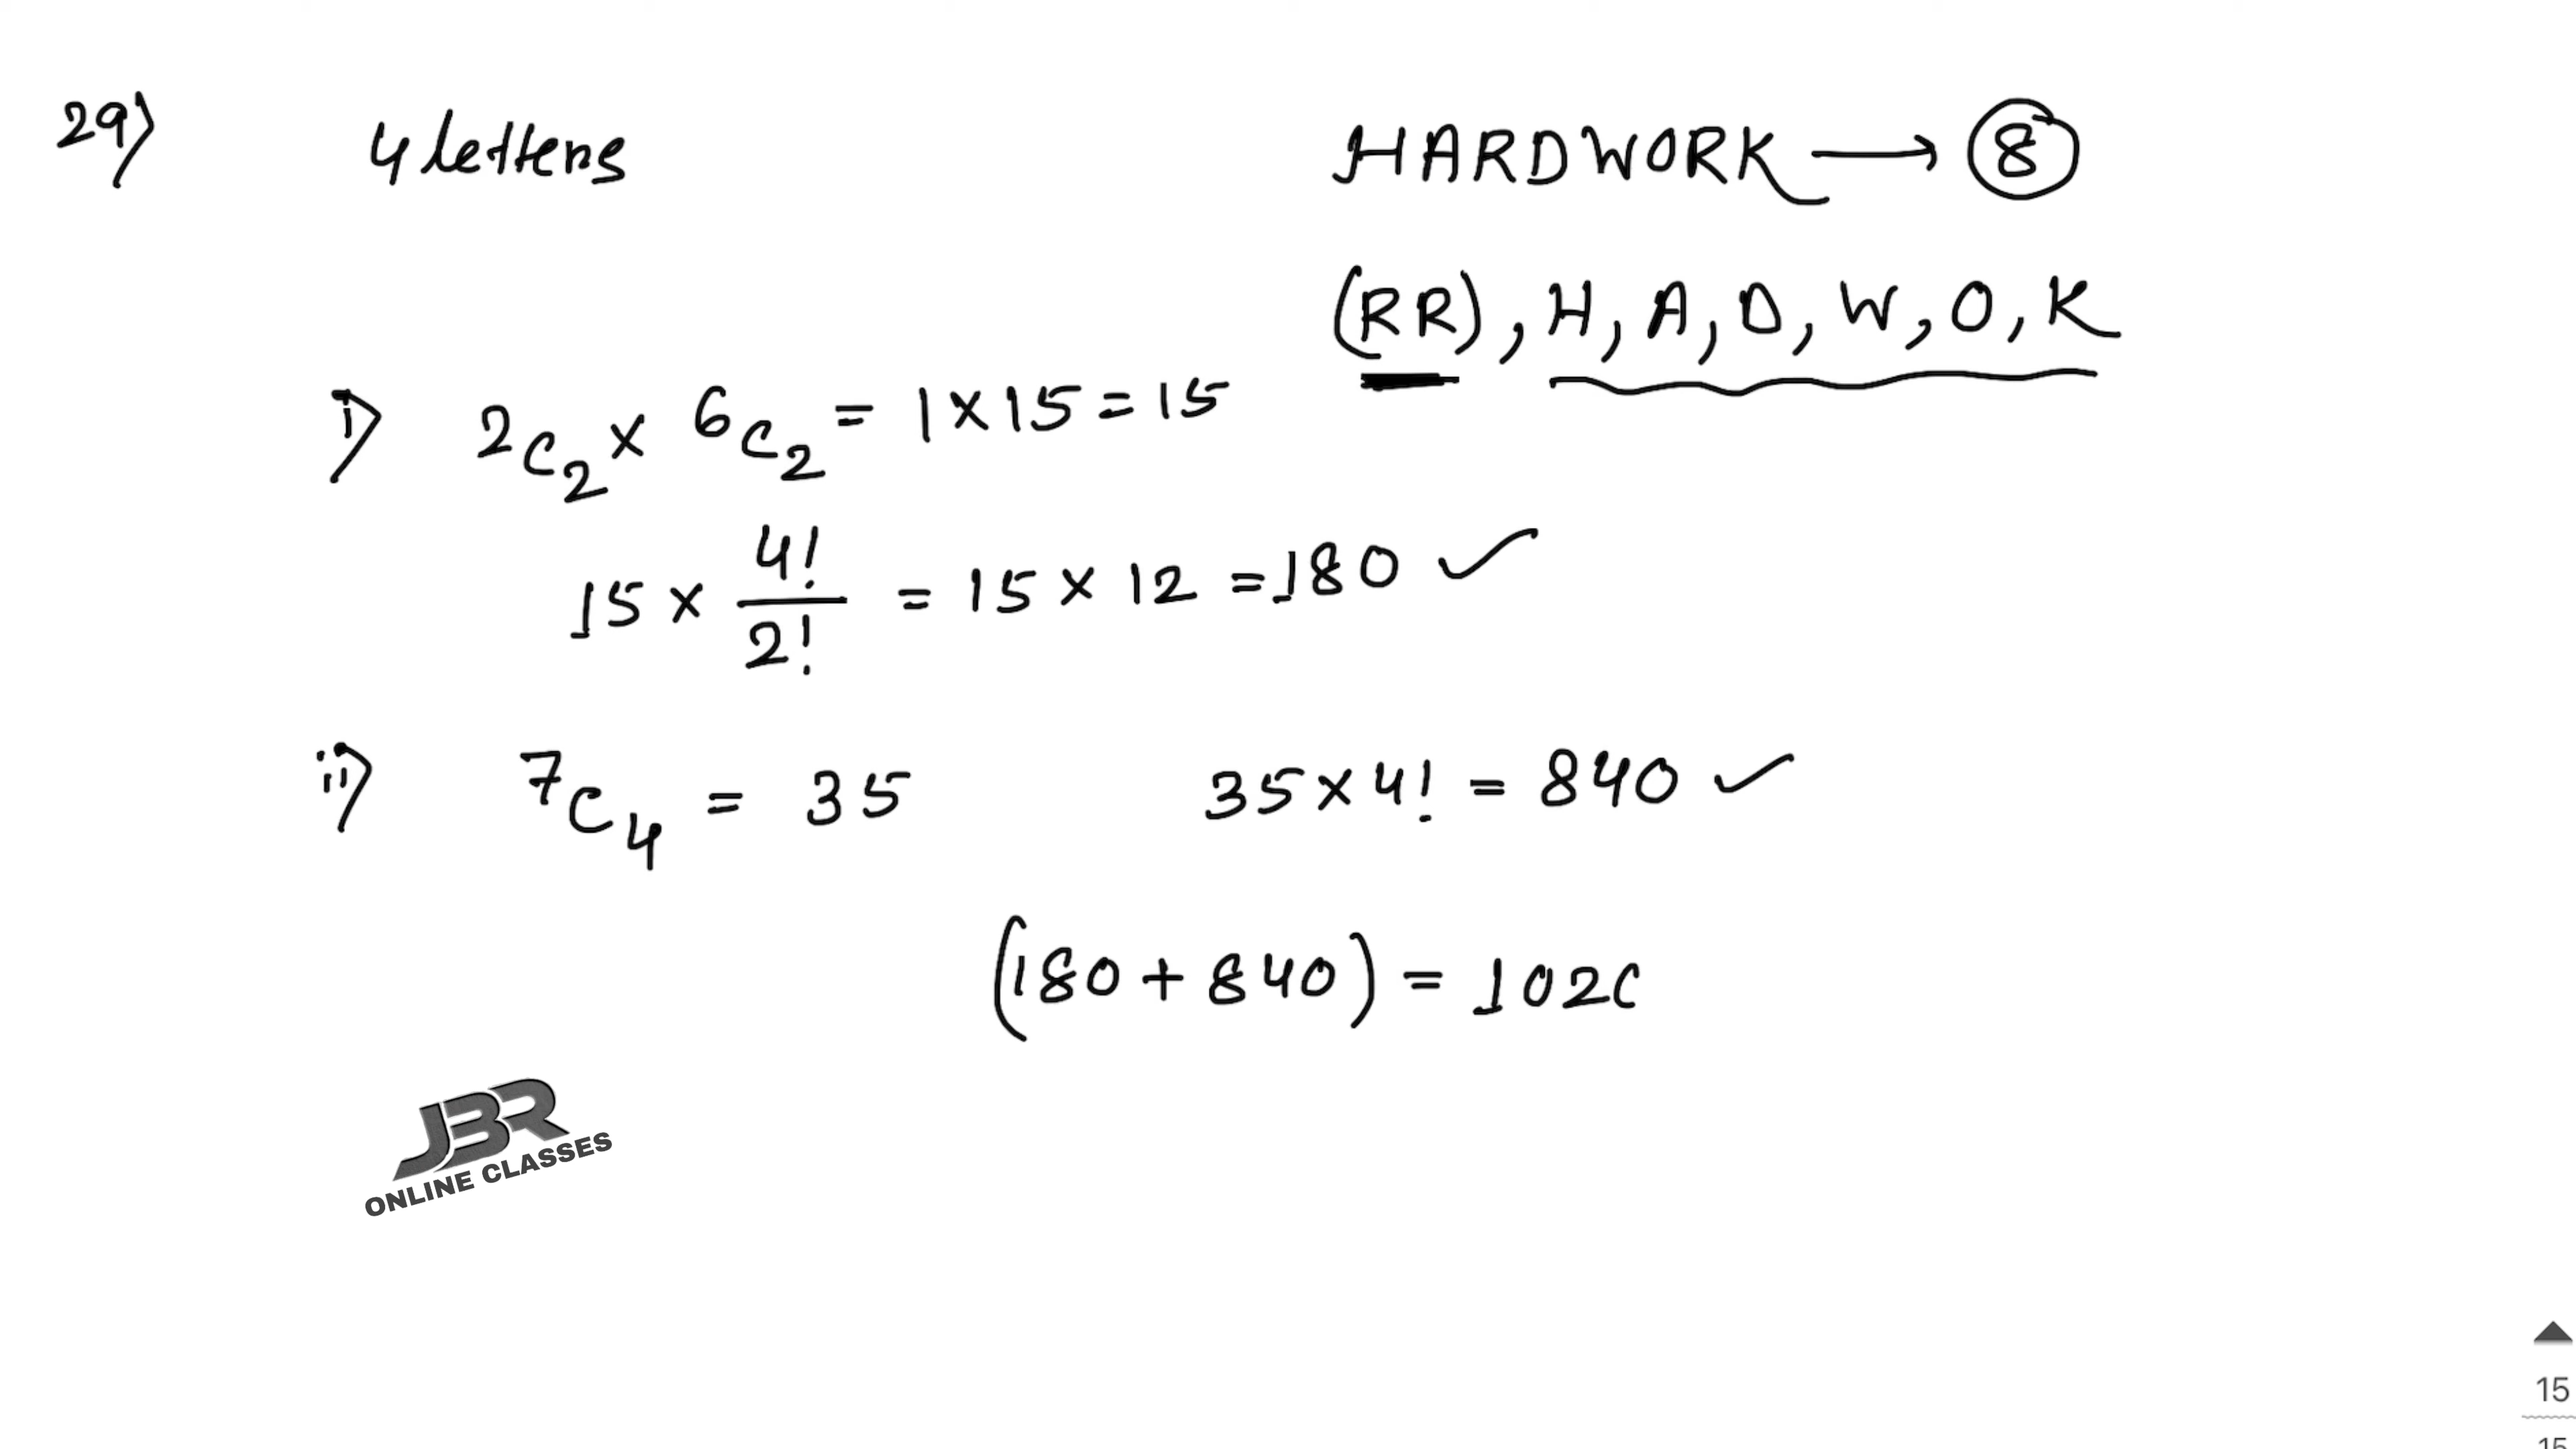 29) 4 letters HARDWORK → 8
(RR), H, A, D, W, O, K
i) 2C₂ × 6C₂ = 1 × 15 = 15
15 × 4!/2! = 15 × 12 = 180 ✓
ii) ⁷C₄ = 35 35 × 4! = 840 ✓
(180 + 840) = 1020
JBR
ONLINE CLASSES
15